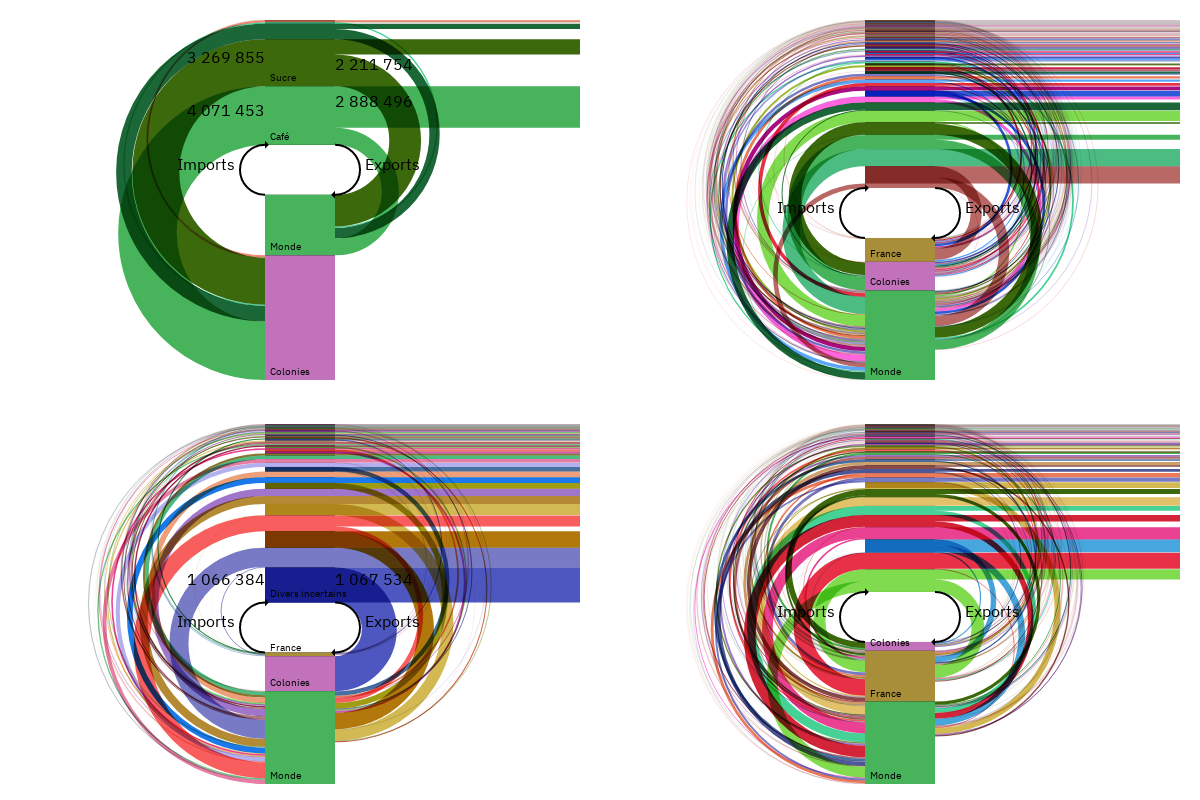 3 269 855
2 211 754
Sucre
4 071 453
2 888 496
Café
Imports
Exports
Monde
Colonies
Imports
Exports
France
Colonies
Monde
1 066 384
1 067 534
Divers incertains
Imports
Exports
France
Colonies
Monde
Imports
Exports
Colonies
France
Monde